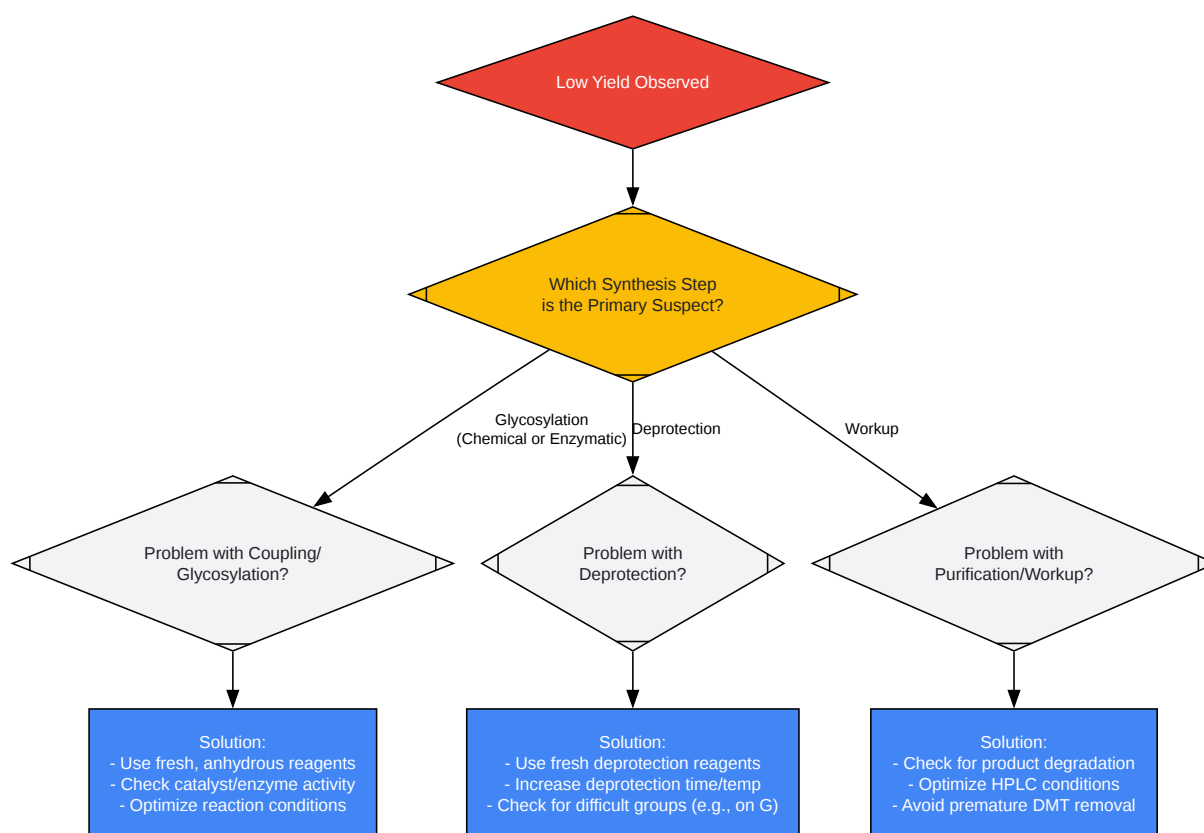 Low Yield Observed
Which Synthesis Step
is the Primary Suspect?
Glycosylation
(Chemical or Enzymatic)
Deprotection
Workup
Problem with Coupling/
Glycosylation?
Problem with
Deprotection?
Problem with
Purification/Workup?
Solution:
- Use fresh, anhydrous reagents
- Check catalyst/enzyme activity
- Optimize reaction conditions
Solution:
- Use fresh deprotection reagents
- Increase deprotection time/temp
- Check for difficult groups (e.g., on G)
Solution:
- Check for product degradation
- Optimize HPLC conditions
- Avoid premature DMT removal